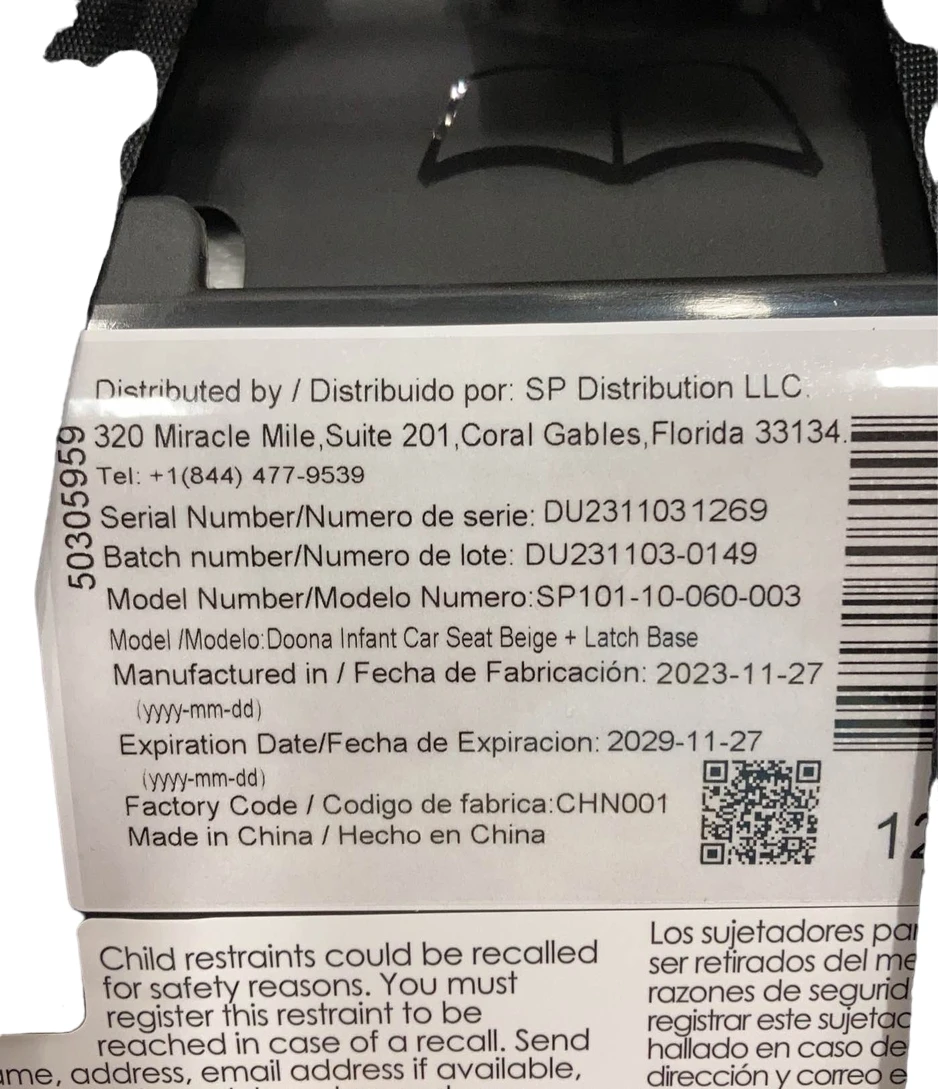 Distributed by / Distribuido por: SP Distribution LLC.
320 Miracle Mile,Suite 201,Coral Gables,Florida 33134.
Tel: +1(844) 477-9539
50305959
Serial Number/Numero de serie: DU2311031269
Batch number/Numero de lote: DU231103-0149
Model Number/Modelo Numero:SP101-10-060-003
Model /Modelo:Doona Infant Car Seat Beige + Latch Base
Manufactured in / Fecha de Fabricación: 2023-11-27
(yyyy-mm-dd)
Expiration Date/Fecha de Expiracion: 2029-11-27
(yyyy-mm-dd)
Factory Code / Codigo de fabrica:CHN001
Made in China / Hecho en China
12
Child restraints could be recalled
for safety reasons. You must
register this restraint to be
reached in case of a recall. Send
address, email address if available,
Los sujetadores
ser retirados del
razones de
registrar este
hallado en caso de
dirección y correo